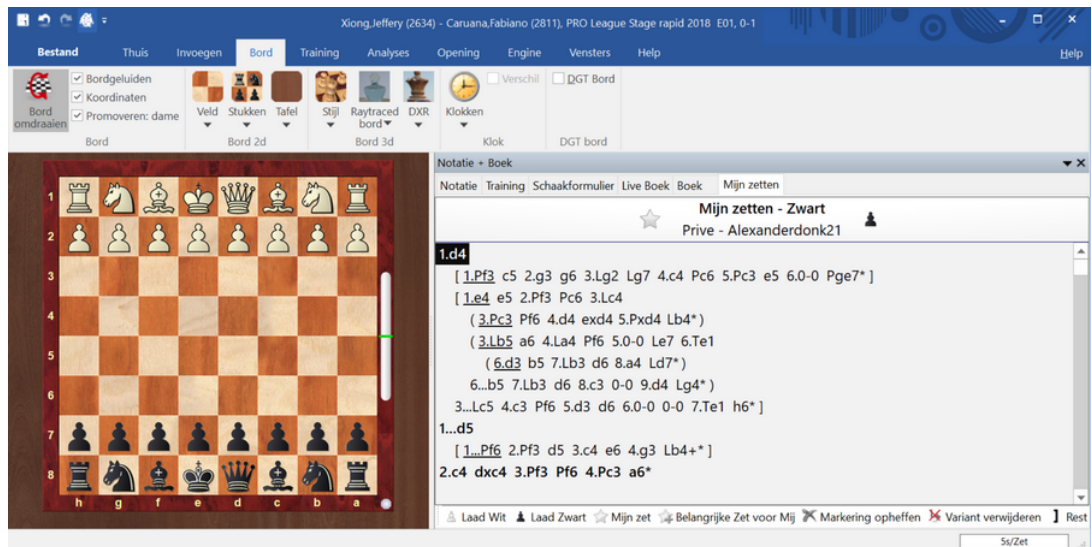 Xiong,Jeffery (2634) - Caruana,Fabiano (2811), PRO League Stage rapid 2018 E01, 0-1
Bestand Thuis Invoegen Bord Training Analyses Opening Engine Vensters Help Help
Bord omdraaien
Bordgeluiden
Koordinaten
Promoveren: dame
Veld Stukken Tafel
Stijl Raytraced bord DXR
Klokken
Verschil
DGT Bord
Bord Bord 2d Bord 3d Klok DGT bord
Notatie + Boek
Notatie Training Schaakformulier Live Boek Boek Mijn zetten
Mijn zetten - Zwart
Prive - Alexanderdonk21
1.d4
[ 1.Pf3 c5 2.g3 g6 3.Lg2 Lg7 4.c4 Pc6 5.Pc3 e5 6.0-0 Pge7* ]
[ 1.e4 e5 2.Pf3 Pc6 3.Lc4
( 3.Pc3 Pf6 4.d4 exd4 5.Pxd4 Lb4* )
( 3.Lb5 a6 4.La4 Pf6 5.0-0 Le7 6.Te1
( 6.d3 b5 7.Lb3 d6 8.a4 Ld7* )
6...b5 7.Lb3 d6 8.c3 0-0 9.d4 Lg4* )
3...Lc5 4.c3 Pf6 5.d3 d6 6.0-0 0-0 7.Te1 h6* ]
1...d5
[ 1...Pf6 2.Pf3 d5 3.c4 e6 4.g3 Lb4+* ]
2.c4 dxc4 3.Pf3 Pf6 4.Pc3 a6*
1
2
3
4
5
6
7
8
h g f e d c b a
Laad Wit Laad Zwart Mijn zet Belangrijke Zet voor Mij Markering opheffen Variant verwijderen Rest
5s/Zet